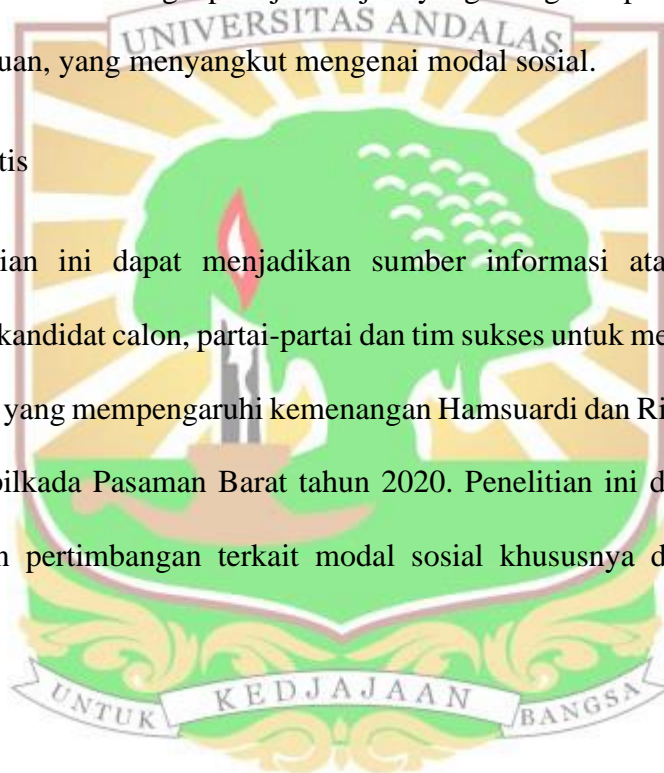 UNIVERSITAS ANDALAS
uan, yang menyangkut mengenai modal sosial.
tis
ian ini dapat menjadikan sumber informasi ata
kandidat calon, partai-partai dan tim sukses untuk me
yang mempengaruhi kemenangan Hamsuardi dan Ri
pilkada Pasaman Barat tahun 2020. Penelitian ini d
n pertimbangan terkait modal sosial khususnya d
UNTUK KEDJAJAAN BANGSA